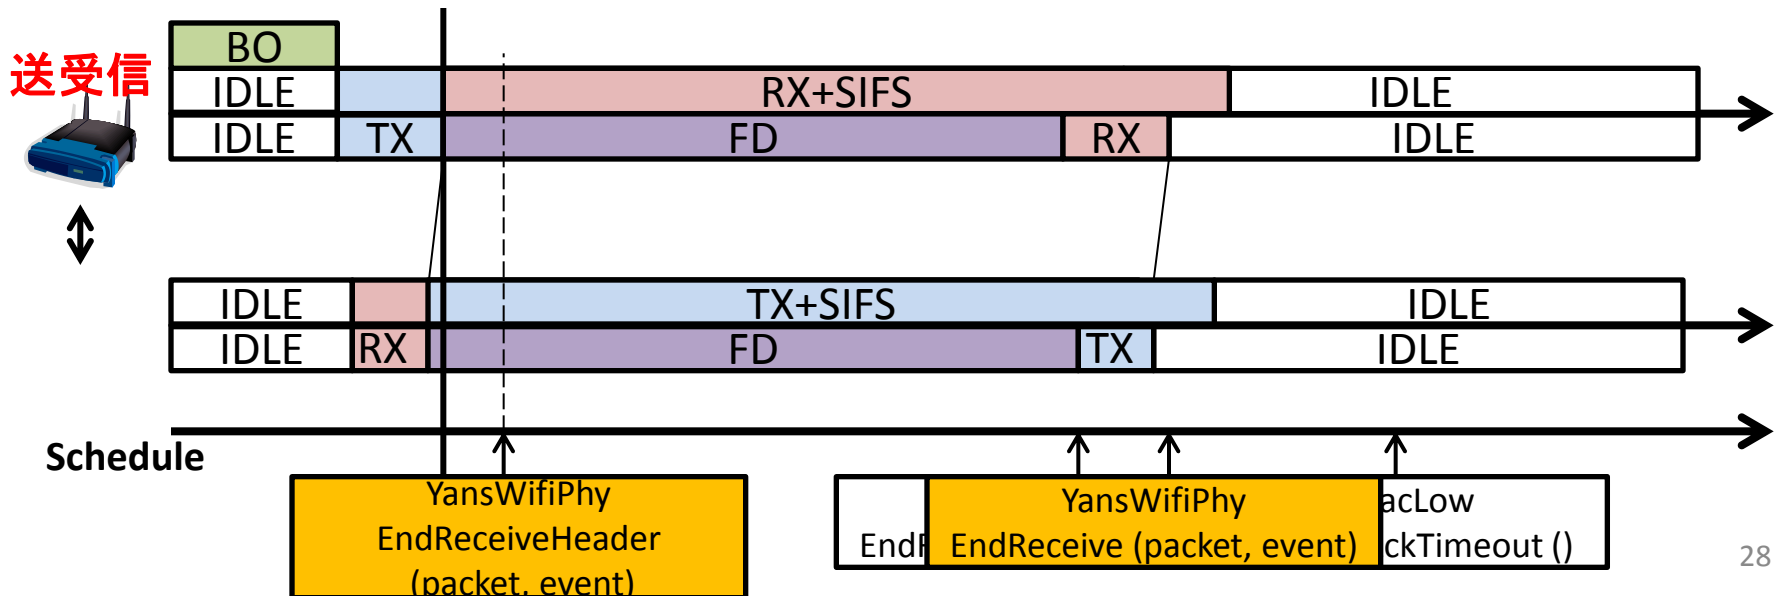 BO
送受信
IDLE
RX+SIFS
IDLE
IDLE
TX
FD
RX
IDLE
IDLE
TX+SIFS
IDLE
IDLE
RX
FD
TX
IDLE
Schedule
YansWifiPhy
EndReceiveHeader
(packet, event)
YansWifiPhy
EndReceive (packet, event)
acLow
ckTimeout ()
28